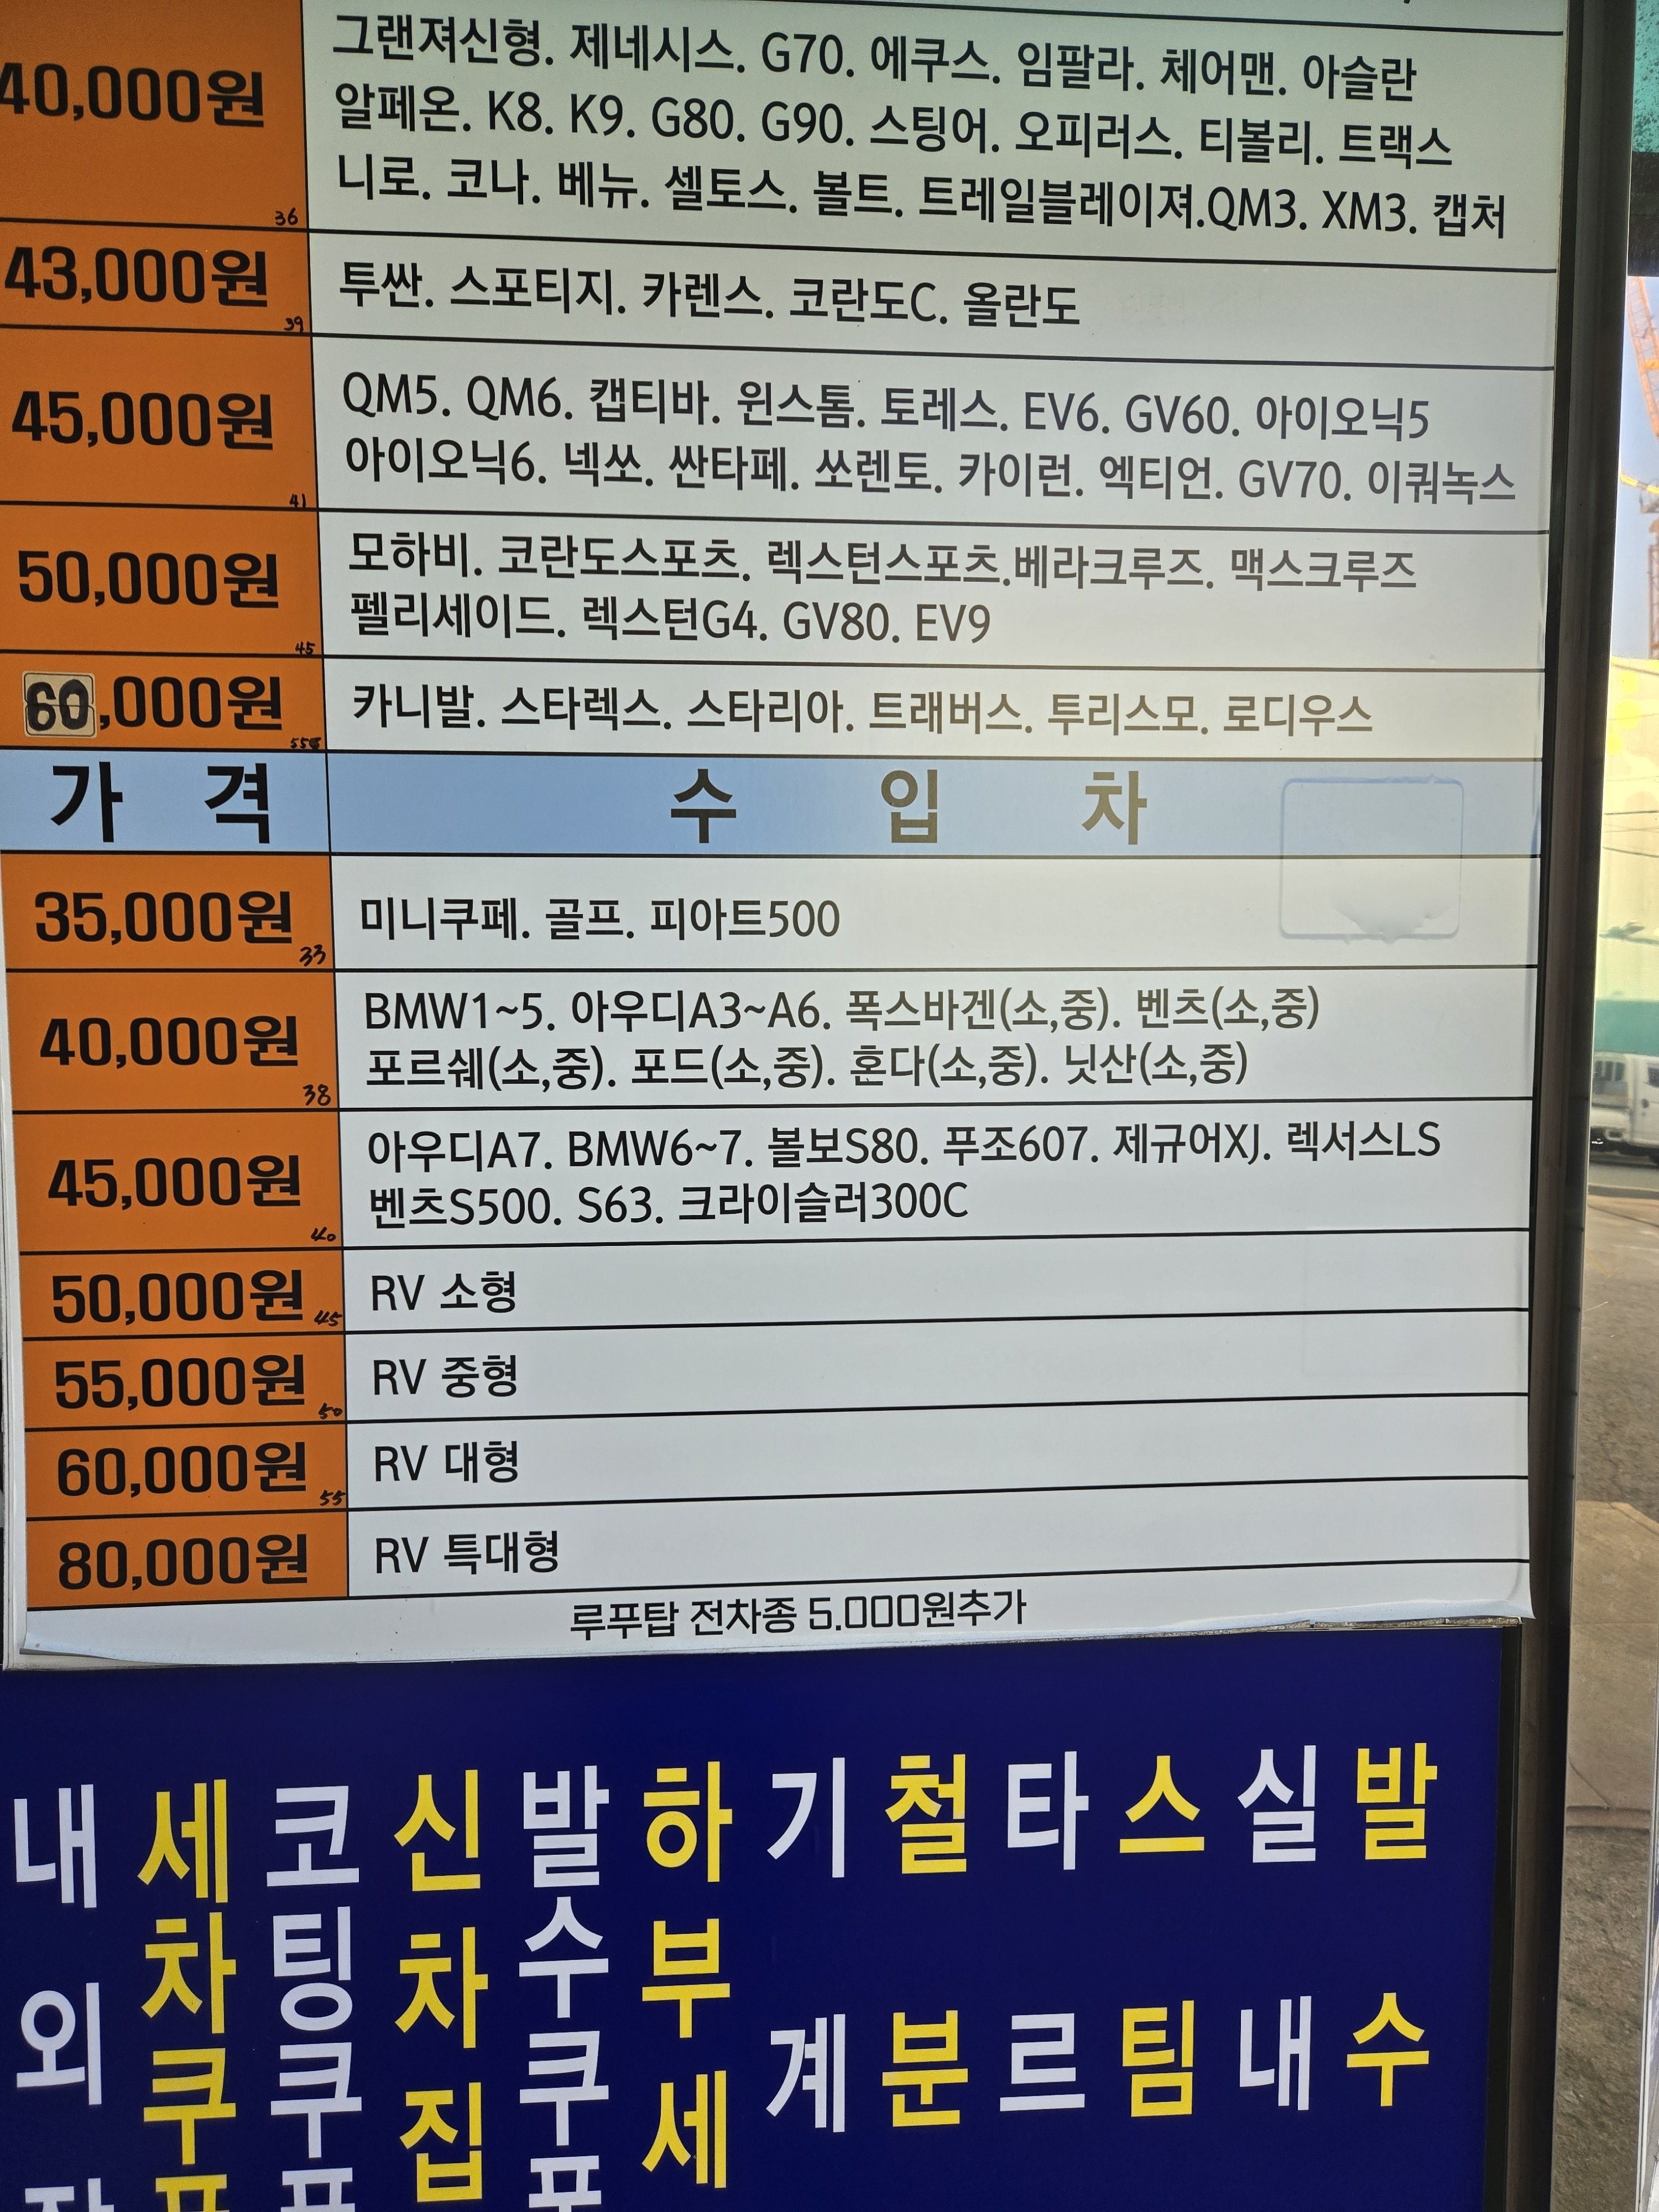 40,000원
그랜져신형. 제네시스. G70. 에쿠스. 임팔라. 체어맨. 아슬란
알페온. K8. K9. G80. G90. 스팅어. 오피러스. 티볼리. 트랙스
니로. 코나. 베뉴. 셀토스. 볼트. 트레일블레이져.QM3. XM3. 캡처
36
43,000원
투싼. 스포티지. 카렌스. 코란도C. 올란도
39
45,000원
QM5. QM6. 캡티바. 윈스톰. 토레스. EV6. GV60. 아이오닉5
아이오닉6. 넥쏘. 싼타페. 쏘렌토. 카이런. 엑티언. GV70. 이쿼녹스
41
50,000원
모하비. 코란도스포츠. 렉스턴스포츠.베라크루즈. 맥스크루즈
펠리세이드. 렉스턴G4. GV80. EV9
45
60,000원
카니발. 스타렉스. 스타리아. 트래버스. 투리스모. 로디우스
가 격
수 입 차
35,000원
미니쿠페. 골프. 피아트500
33
40,000원
BMW1~5. 아우디A3~A6. 폭스바겐(소,중). 벤츠(소,중)
포르쉐(소,중). 포드(소,중). 혼다(소,중). 닛산(소,중)
38
45,000원
아우디A7. BMW6~7. 볼보S80. 푸조607. 제규어XJ. 렉서스LS
벤츠S500. S63. 크라이슬러300C
40
50,000원
RV 소형
45
55,000원
RV 중형
50
60,000원
RV 대형
55
80,000원
RV 특대형
루푸탑 전차종 5.000원추가
내외
세차쿠
코팅쿠
신차집
발수쿠
하부세
기계
철분
타르
스팀
실내
발수